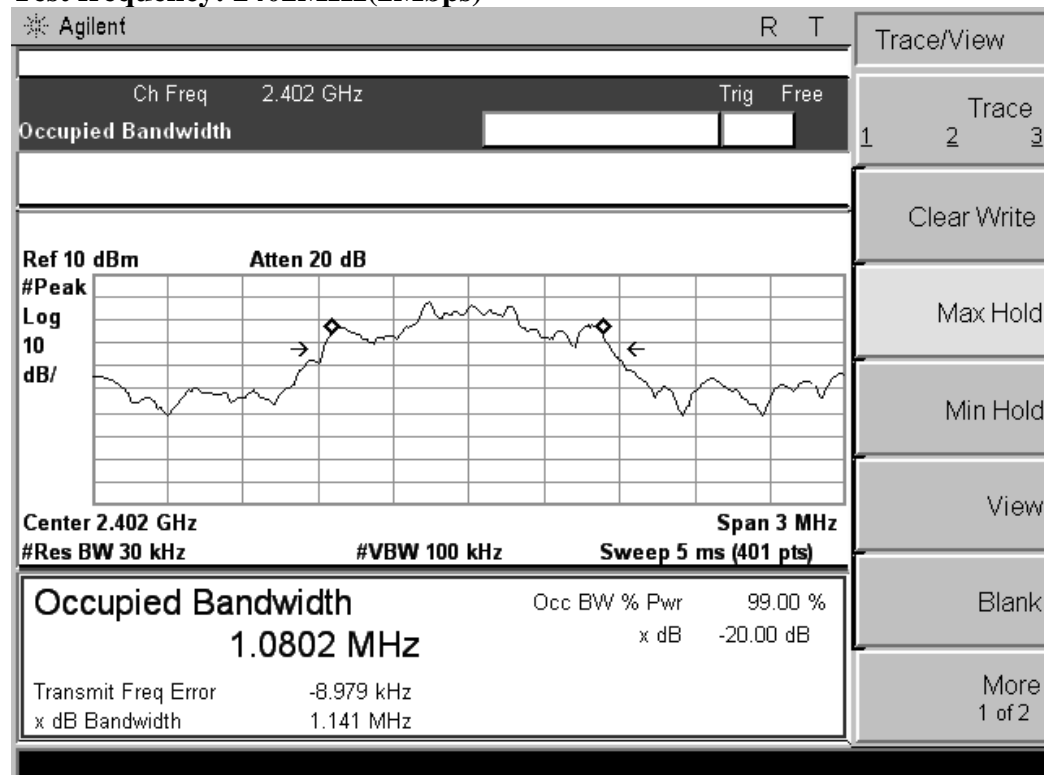 Test frequency: 2402MHz(2Mbps)
Agilent R T
Trace/View
Ch Freq 2.402 GHz Trig Free
Occupied Bandwidth
Trace
1 2 3
Clear Write
Max Hold
Min Hold
View
Blank
More
1 of 2
Ref 10 dBm Atten 20 dB
#Peak
Log
10
dB/
Center 2.402 GHz Span 3 MHz
#Res BW 30 kHz #VBW 100 kHz Sweep 5 ms (401 pts)
Occupied Bandwidth Occ BW % Pwr 99.00 %
1.0802 MHz x dB -20.00 dB
Transmit Freq Error -8.979 kHz
x dB Bandwidth 1.141 MHz